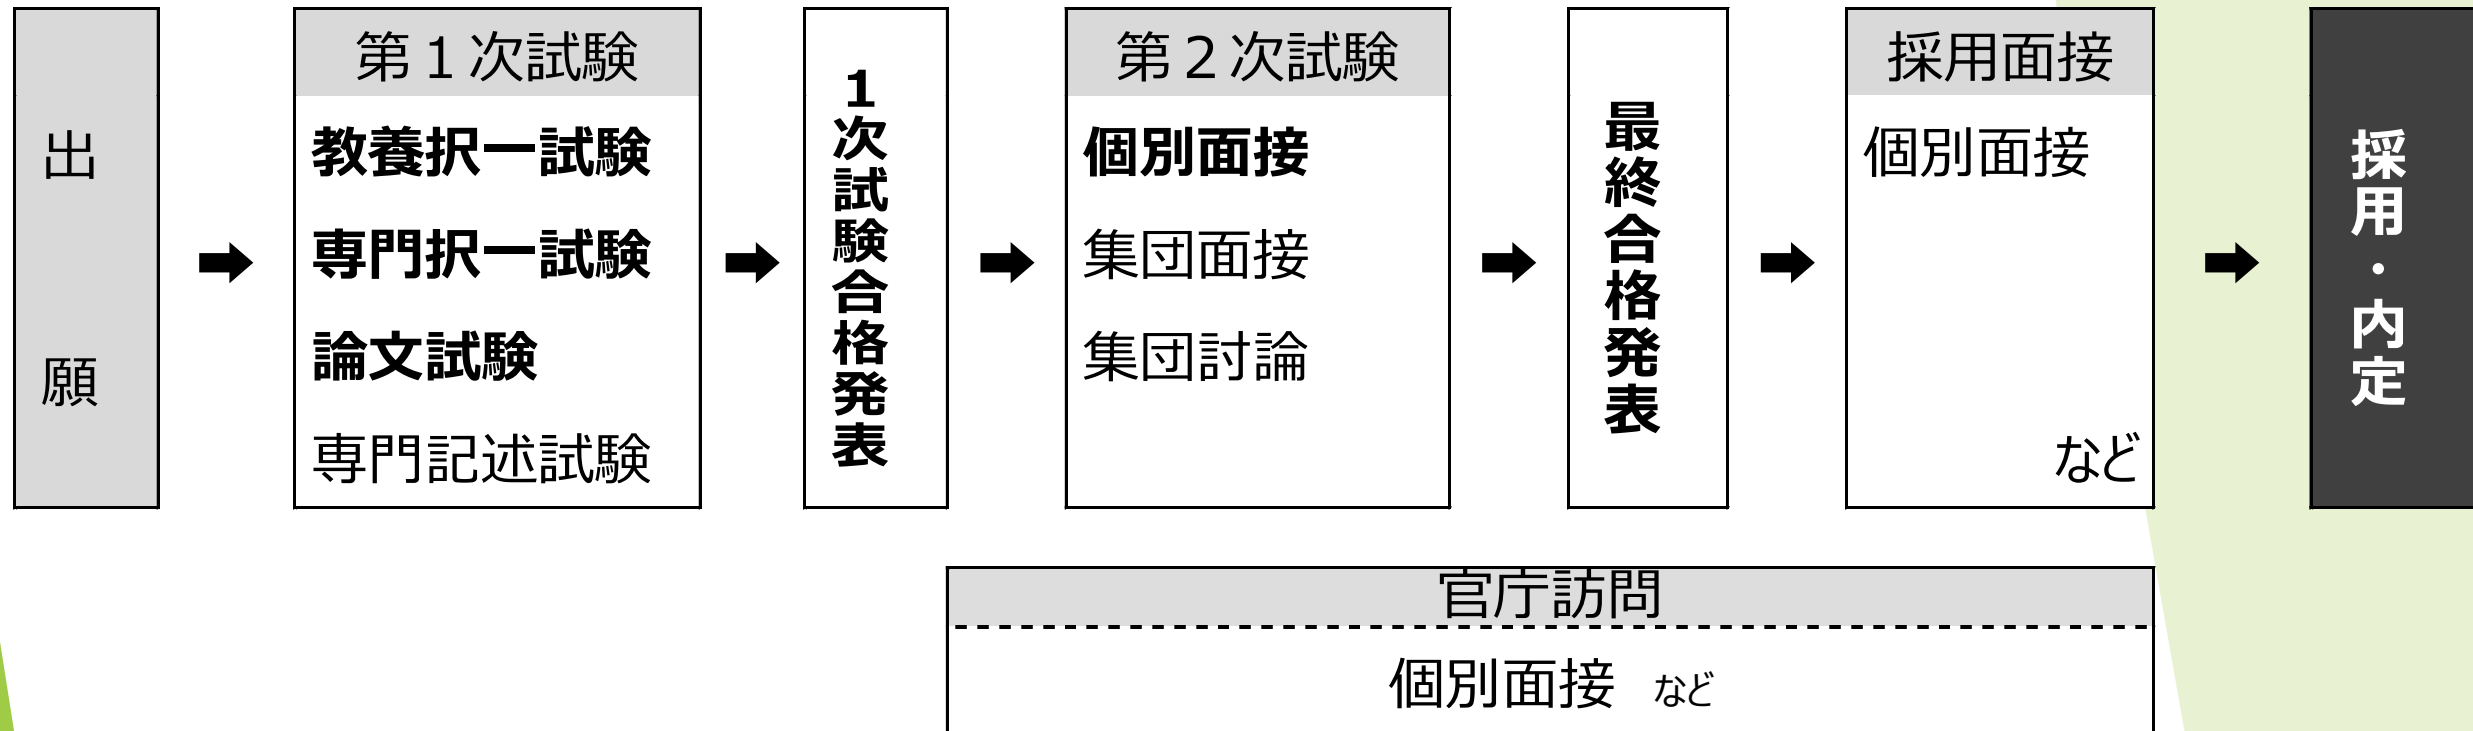 出願
第１次試験
教養択一試験
専門択一試験
論文試験
専門記述試験
１次試験合格発表
第２次試験
個別面接
集団面接
集団討論
最終合格発表
採用面接
個別面接
など
採用・内定
官庁訪問
個別面接　など